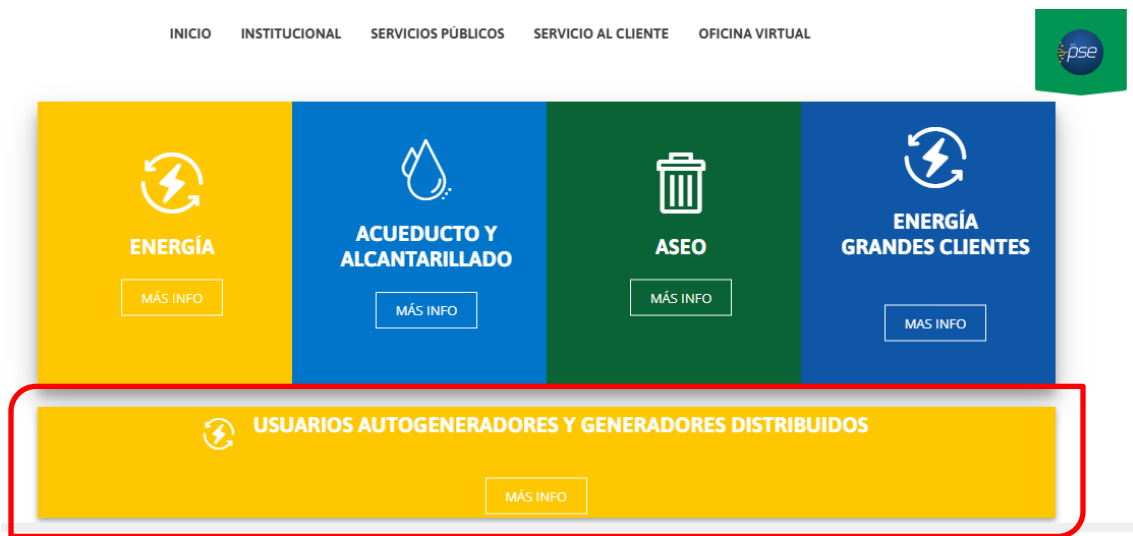 INICIO INSTITUCIONAL SERVICIOS PÚBLICOS SERVICIO AL CLIENTE OFICINA VIRTUAL
pse
ENERGÍA
MÁS INFO
ACUEDUCTO Y
ALCANTARILLADO
MÁS INFO
ASEO
MÁS INFO
ENERGÍA
GRANDES CLIENTES
MAS INFO
USUARIOS AUTOGENERADORES Y GENERADORES DISTRIBUIDOS
MÁS INFO